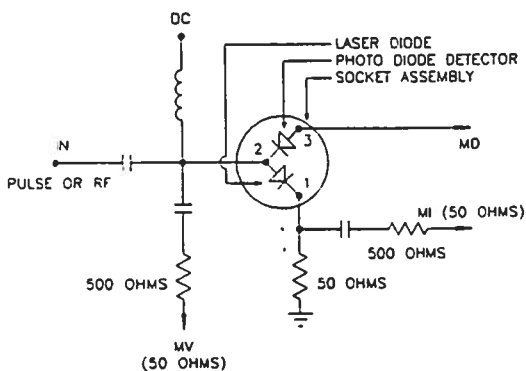 DC
LASER DIODE
PHOTO DIODE DETECTOR
SOCKET ASSEMBLY
IN
PULSE OR RF
2
3
1
MD
MI (50 OHMS)
500 OHMS
500 OHMS
50 OHMS
MV
(50 OHMS)